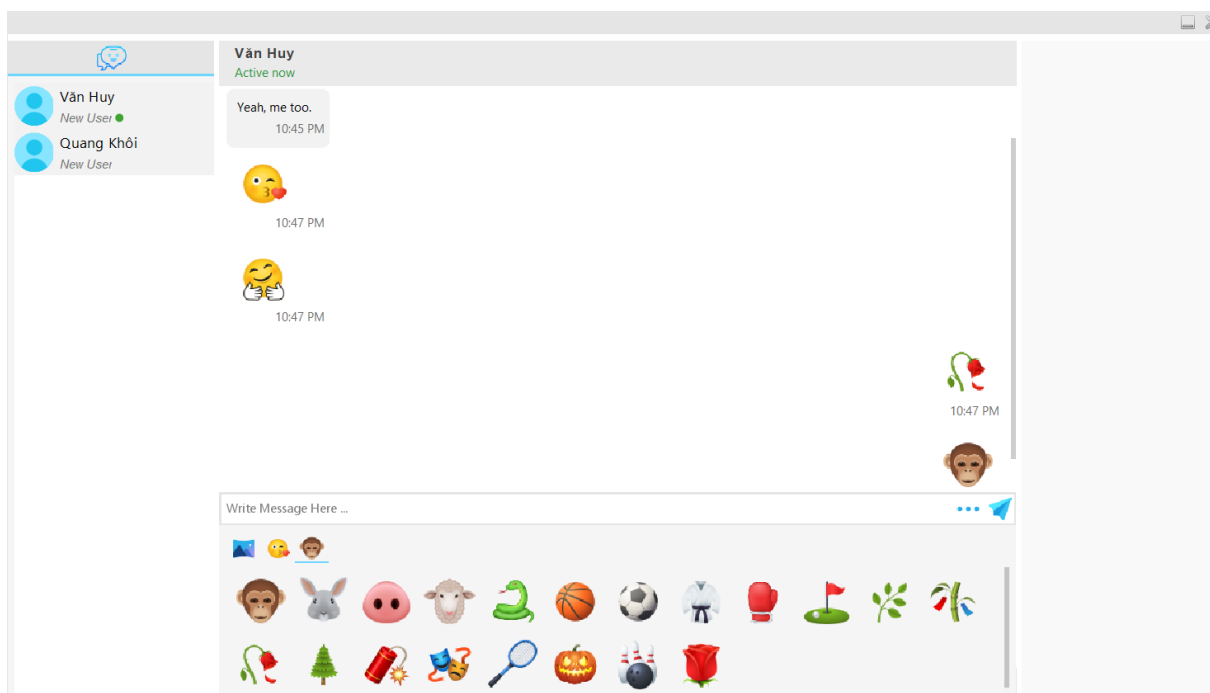 Văn Huy
New User
Quang Khôi
New User
Văn Huy
Active now
Yeah, me too.
10:45 PM
10:47 PM
10:47 PM
10:47 PM
Write Message Here ...